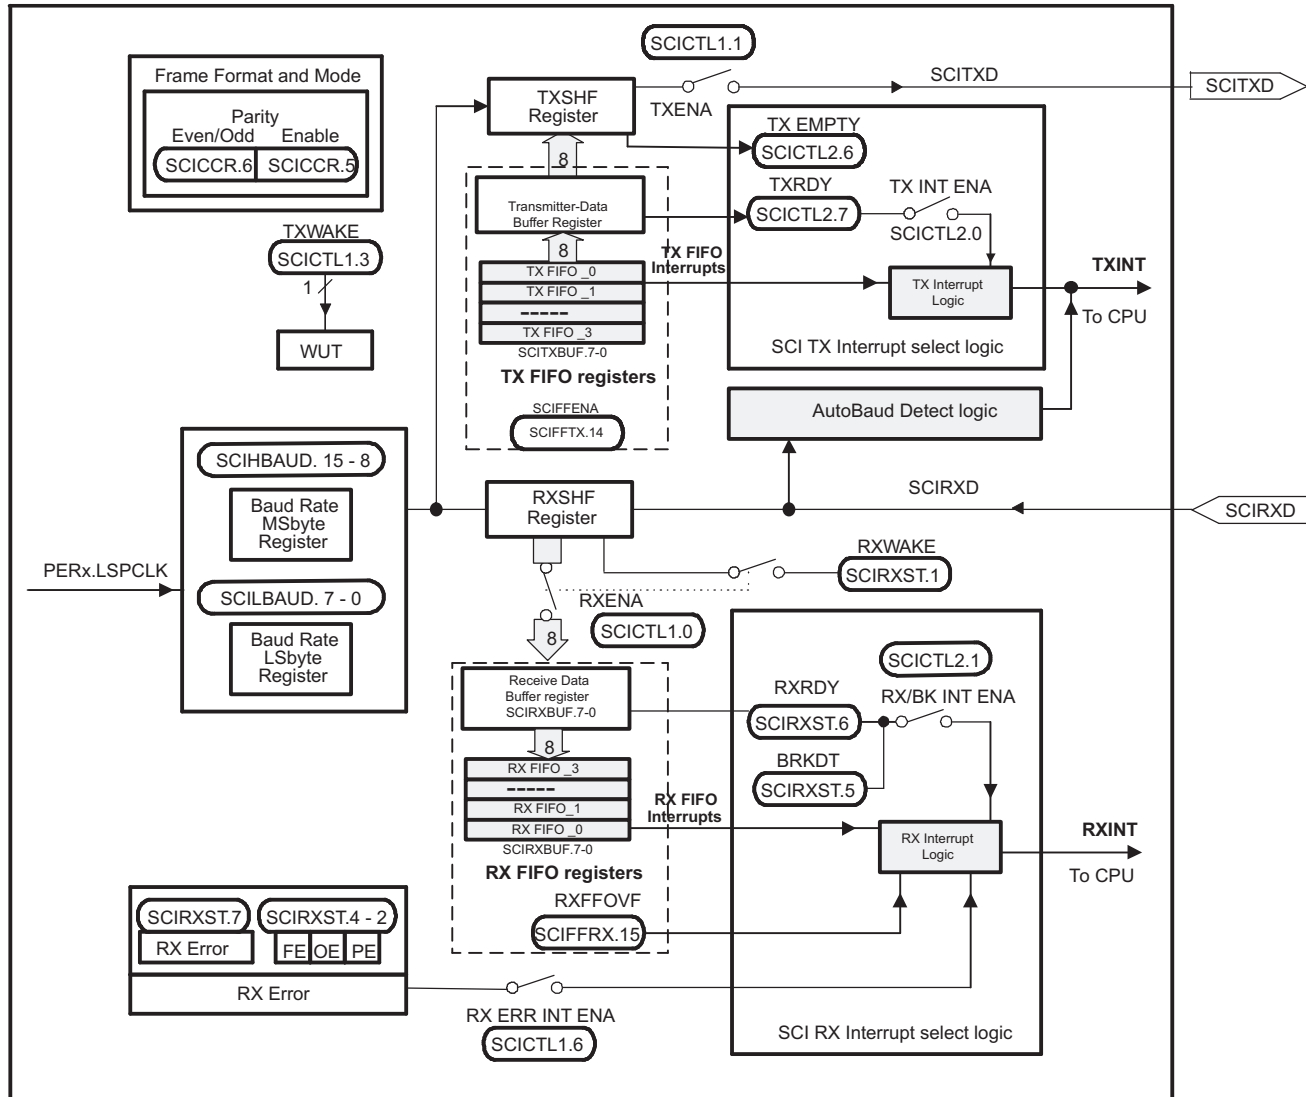 SCICTL1.1
Frame Format and Mode
Parity
Even/Odd Enable
SCICCR.6 SCICCR.5
TXSHF
Register
TXENA
SCITXD
SCITXD
TX EMPTY
SCICTL2.6
TXRDY
SCICTL2.7
TX INT ENA
SCICTL2.0
8
Transmitter-Data
Buffer Register
8
TX FIFO _0
TX FIFO _1
-----
TX FIFO _3
SCITXBUF.7-0
TX FIFO registers
SCIFFENA
SCIFFTX.14
TX FIFO
Interrupts
TX Interrupt
Logic
TXINT
To CPU
SCI TX Interrupt select logic
TXWAKE
SCICTL1.3
1
WUT
AutoBaud Detect logic
SCIHBAUD. 15 - 8
Baud Rate
MSbyte
Register
PERx.LSPCLK
SCILBAUD. 7 - 0
Baud Rate
LSbyte
Register
RXSHF
Register
SCIRXD
SCIRXD
RXWAKE
SCIRXST.1
RXENA
SCICTL1.0
8
Receive Data
Buffer register
SCIRXBUF.7-0
8
RX FIFO _3
-----
RX FIFO_1
RX FIFO _0
SCIRXBUF.7-0
RX FIFO registers
RXFFOVF
SCIFFRX.15
RX FIFO
Interrupts
SCICTL2.1
RXRDY
RX/BK INT ENA
SCIRXST.6
BRKDT
SCIRXST.5
RX Interrupt
Logic
RXINT
To CPU
SCI RX Interrupt select logic
SCIRXST.7 SCIRXST.4 - 2
RX Error FE OE PE
RX Error
RX ERR INT ENA
SCICTL1.6